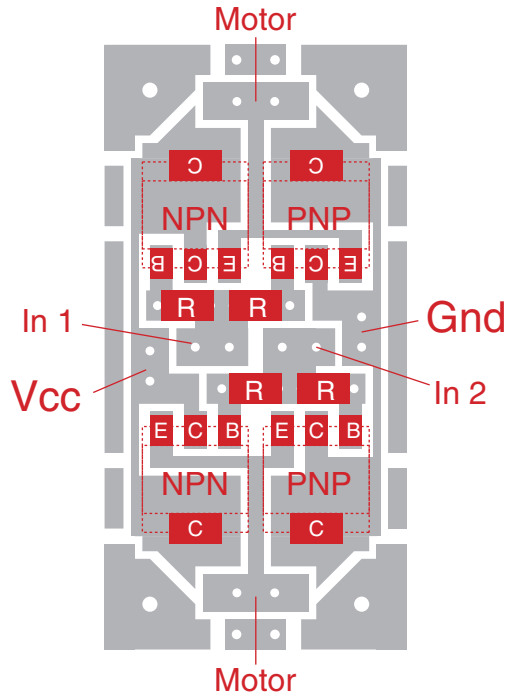 Motor
C C
NPN PNP
B C E B C E
R R
In 1
Gnd
Vcc
In 2
R R
E C B E C B
NPN PNP
C C
Motor